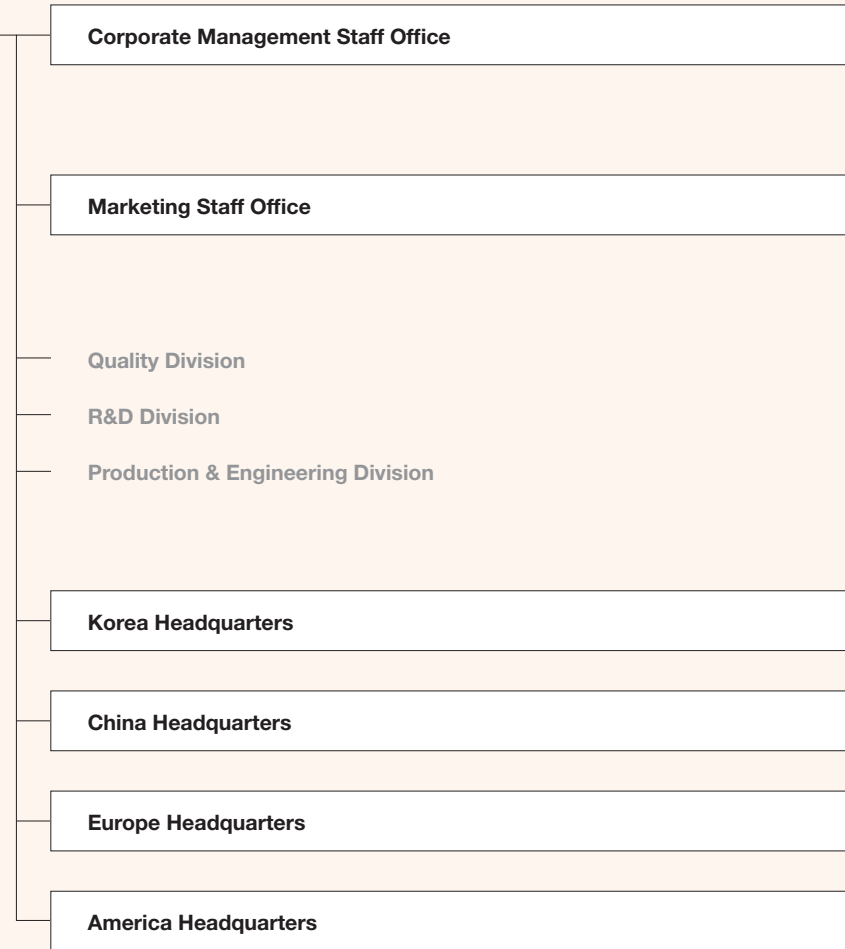 Corporate Management Staff Office
Marketing Staff Office
Quality Division
R&D Division
Production & Engineering Division
Korea Headquarters
China Headquarters
Europe Headquarters
America Headquarters